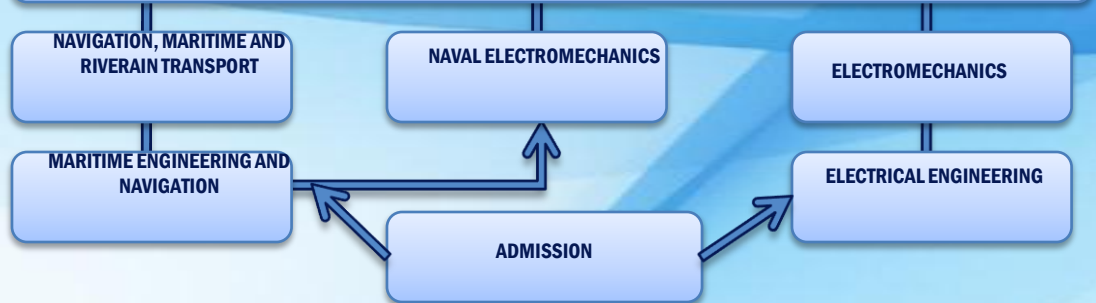 NAVIGATION, MARITIME AND
RIVERAIN TRANSPORT
NAVAL ELECTROMECHANICS
ELECTROMECHANICS
MARITIME ENGINEERING AND
NAVIGATION
ELECTRICAL ENGINEERING
ADMISSION